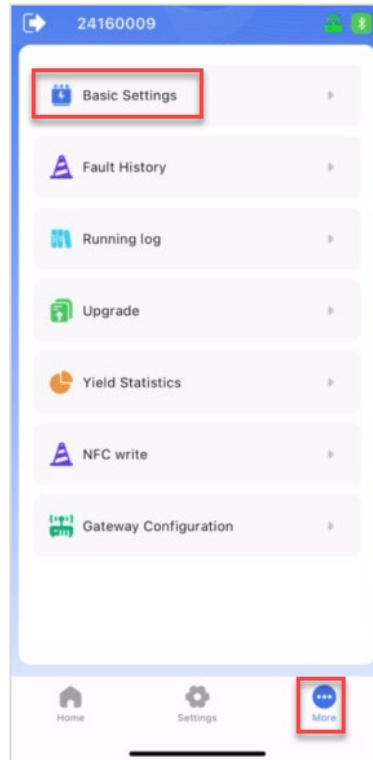 24160009
Basic Settings
Fault History
Running log
Upgrade
Yield Statistics
NFC write
Gateway Configuration
Home
Settings
More